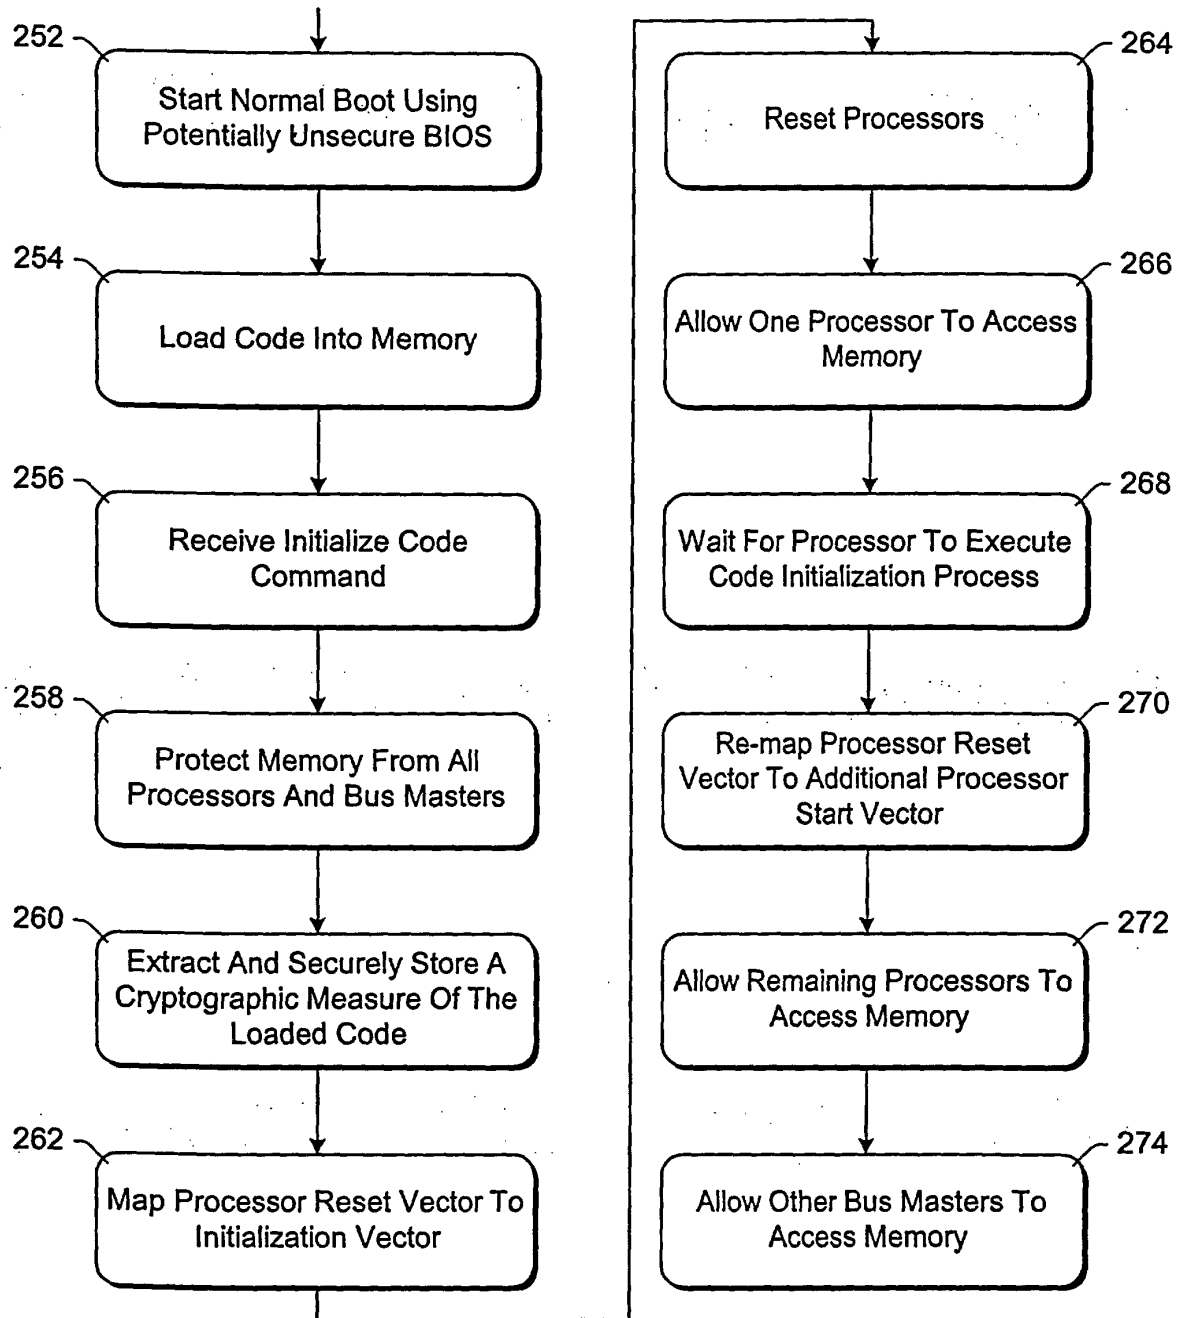 252
Start Normal Boot Using
Potentially Unsecure BIOS
254
Load Code Into Memory
256
Receive Initialize Code
Command
258
Protect Memory From All
Processors And Bus Masters
260
Extract And Securely Store A
Cryptographic Measure Of The
Loaded Code
262
Map Processor Reset Vector To
Initialization Vector
264
Reset Processors
266
Allow One Processor To Access
Memory
268
Wait For Processor To Execute
Code Initialization Process
270
Re-map Processor Reset
Vector To Additional Processor
Start Vector
272
Allow Remaining Processors To
Access Memory
274
Allow Other Bus Masters To
Access Memory